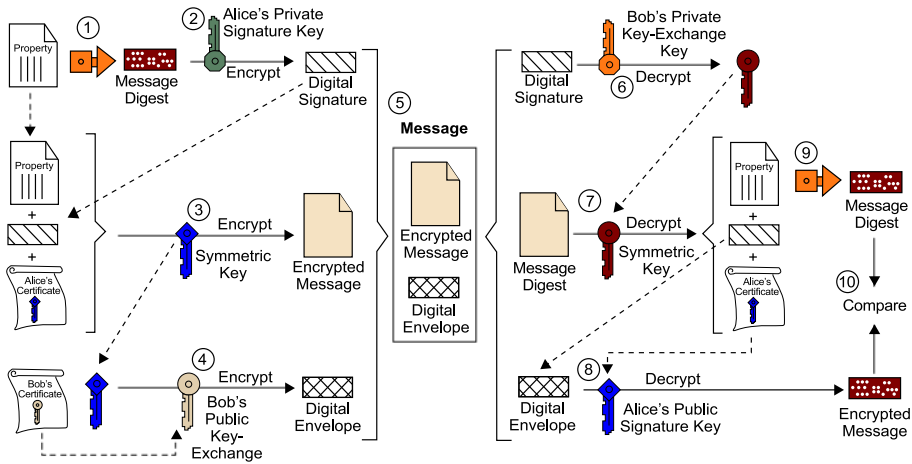 1
Property
Message
Digest
2
Alice's Private
Signature Key
Encrypt
Digital
Signature
Property
+
+
Alice's
Certificate
3
Encrypt
Symmetric
Key
Encrypted
Message
Bob's
Certificate
4
Encrypt
Bob's
Public
Key-
Exchange
Digital
Envelope
5
Message
Encrypted
Message
Digital
Envelope
Digital
Signature
Bob's Private
Key-Exchange
Key
6
Decrypt
Message
Digest
7
Decrypt
Symmetric
Key
Property
+
+
Alice's
Certificate
9
Message
Digest
10
Compare
Digital
Envelope
8
Decrypt
Alice's Public
Signature Key
Encrypted
Message